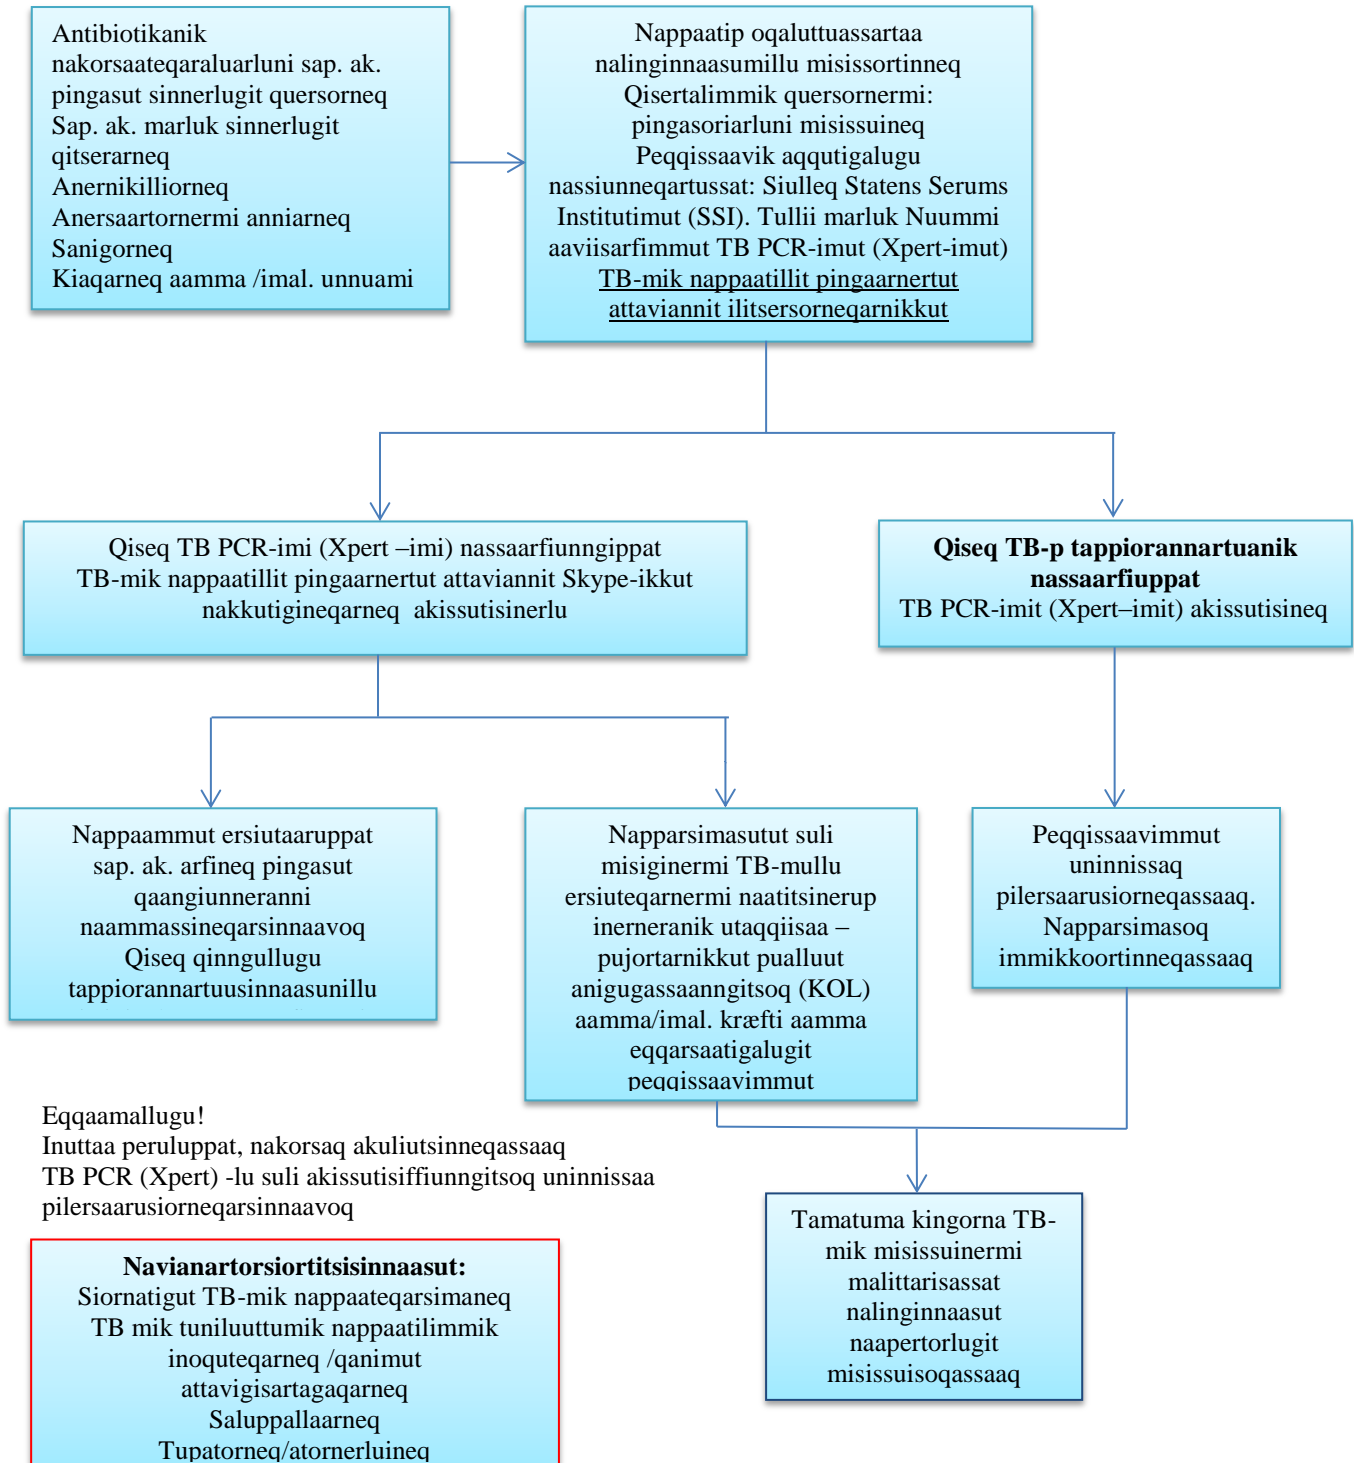 Antibiotikanik
nakorsaateqaraluarluni sap. ak.
pingasut sinnerlugit quersorneq
Sap. ak. marluk sinnerlugit
qitserarneq
Anernikilliorneq
Anersaartornermi anniarneq
Sanigorneq
Kiaqarneq aamma /imal. unnuami
Nappaatip oqaluttuassartaa
nalinginnaasumillu misissortinneq
Qisertalimmik quersornermi:
pingasoriarluni misissuineq
Peqqissaavik aqqutigalugu
nassiunneqartussat: Siulleq Statens Serums
Institutimut (SSI). Tullii marluk Nuummi
aaviisarfimmut TB PCR-imut (Xpert-imut)
TB-mik nappaatillit pingaarnertut
attaviannit ilitsersorneqarnikkut
Qiseq TB PCR-imi (Xpert –imi) nassaarfiunngippat
TB-mik nappaatillit pingaarnertut attaviannit Skype-ikkut
nakkutigineqarneq akissutisinerlu
Qiseq TB-p tappiorannartuanik
nassaarfiuppat
TB PCR-imit (Xpert–imit) akissutisineq
Nappaammut ersiutaaruppat
sap. ak. arfineq pingasut
qaangiunneranni
naammassineqarsinnaavoq
Qiseq qinngullugu
tappiorannartuusinnaasunillu
Napparsimasutut suli
misiginermi TB-mullu
ersiuteqarnermi naatitsinerup
inerneranik utaqqiisaa –
pujortarnikkut pualluut
anigugassaanngitsoq (KOL)
aamma/imal. kræfti aamma
eqqarsaatigalugit
peqqissaavimmut
Peqqissaavimmut
uninnissaq
pilersaarusiorneqassaaq.
Napparsimasoq
immikkoortinneqassaaq
Eqqaamallugu!
Inuttaa peruluppat, nakorsaq akuliutsinneqassaaq
TB PCR (Xpert) -lu suli akissutisiffiunngitsoq uninnissaa
pilersaarusiorneqarsinnaavoq
Tamatuma kingorna TB-
mik misissuinermi
malittarisassat
nalinginnaasut
naapertorlugit
misissuisoqassaaq
Navianartorsiortitsisinnaasut:
Siornatigut TB-mik nappaateqarsimaneq
TB mik tuniluuttumik nappaatilimmik
inoquteqarneq /qanimut
attavigisartagaqarneq
Saluppallaarneq
Tupatorneq/atornerluineq